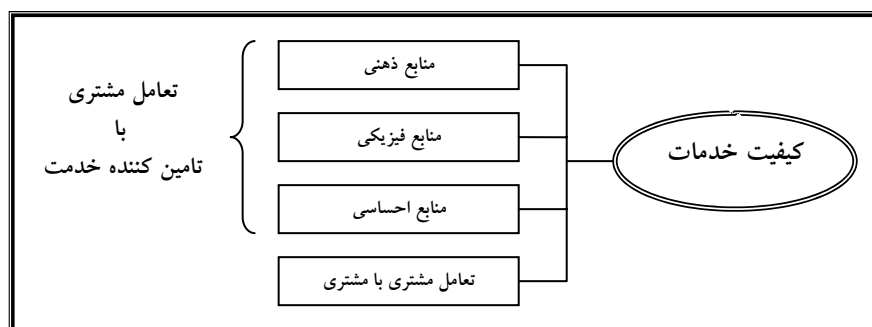 کیفیت خدمات
منابع ذهنی
منابع فیزیکی
منابع احساسی
تعامل مشتری با مشتری
تعامل مشتری
با
تامین کننده خدمت